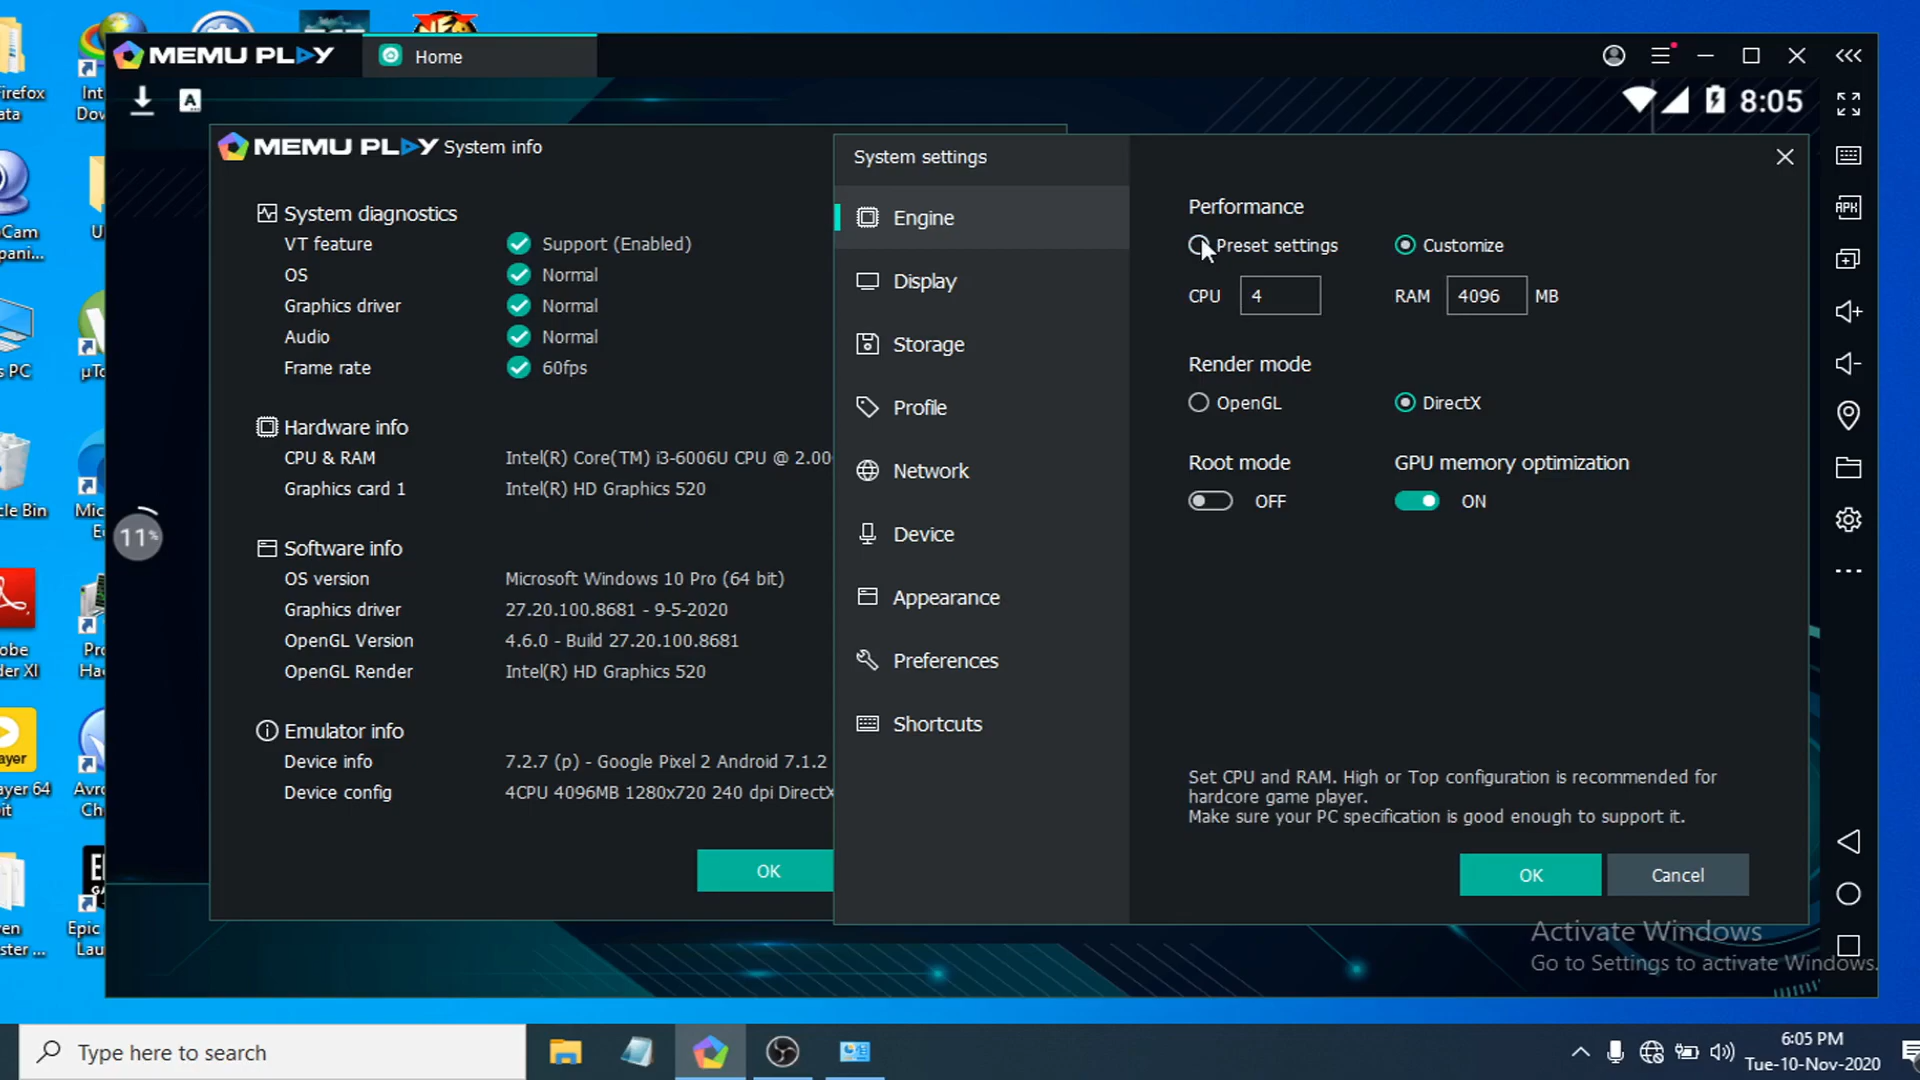 MEMU PLAY
Home
A
8:05
MEMU PLAY System info
System diagnostics
VT feature Support (Enabled)
OS Normal
Graphics driver Normal
Audio Normal
Frame rate 60fps
Hardware info
CPU & RAM Intel(R) Core(TM) i3-6006U CPU @ 2.00
Graphics card 1 Intel(R) HD Graphics 520
Software info
OS version Microsoft Windows 10 Pro (64 bit)
Graphics driver 27.20.100.8681 - 9-5-2020
OpenGL Version 4.6.0 - Build 27.20.100.8681
OpenGL Render Intel(R) HD Graphics 520
Emulator info
Device info 7.2.7 (p) - Google Pixel 2 Android 7.1.2
Device config 4CPU 4096MB 1280x720 240 dpi DirectX
OK
11%
System settings
Engine
Display
Storage
Profile
Network
Device
Appearance
Preferences
Shortcuts
Performance
Preset settings Customize
CPU 4 RAM 4096 MB
Render mode
OpenGL DirectX
Root mode GPU memory optimization
OFF ON
Set CPU and RAM. High or Top configuration is recommended for
hardcore game player.
Make sure your PC specification is good enough to support it.
OK Cancel
APK
Activate Windows
Go to Settings to activate Windows.
Type here to search
6:05 PM
Tue-10-Nov-2020